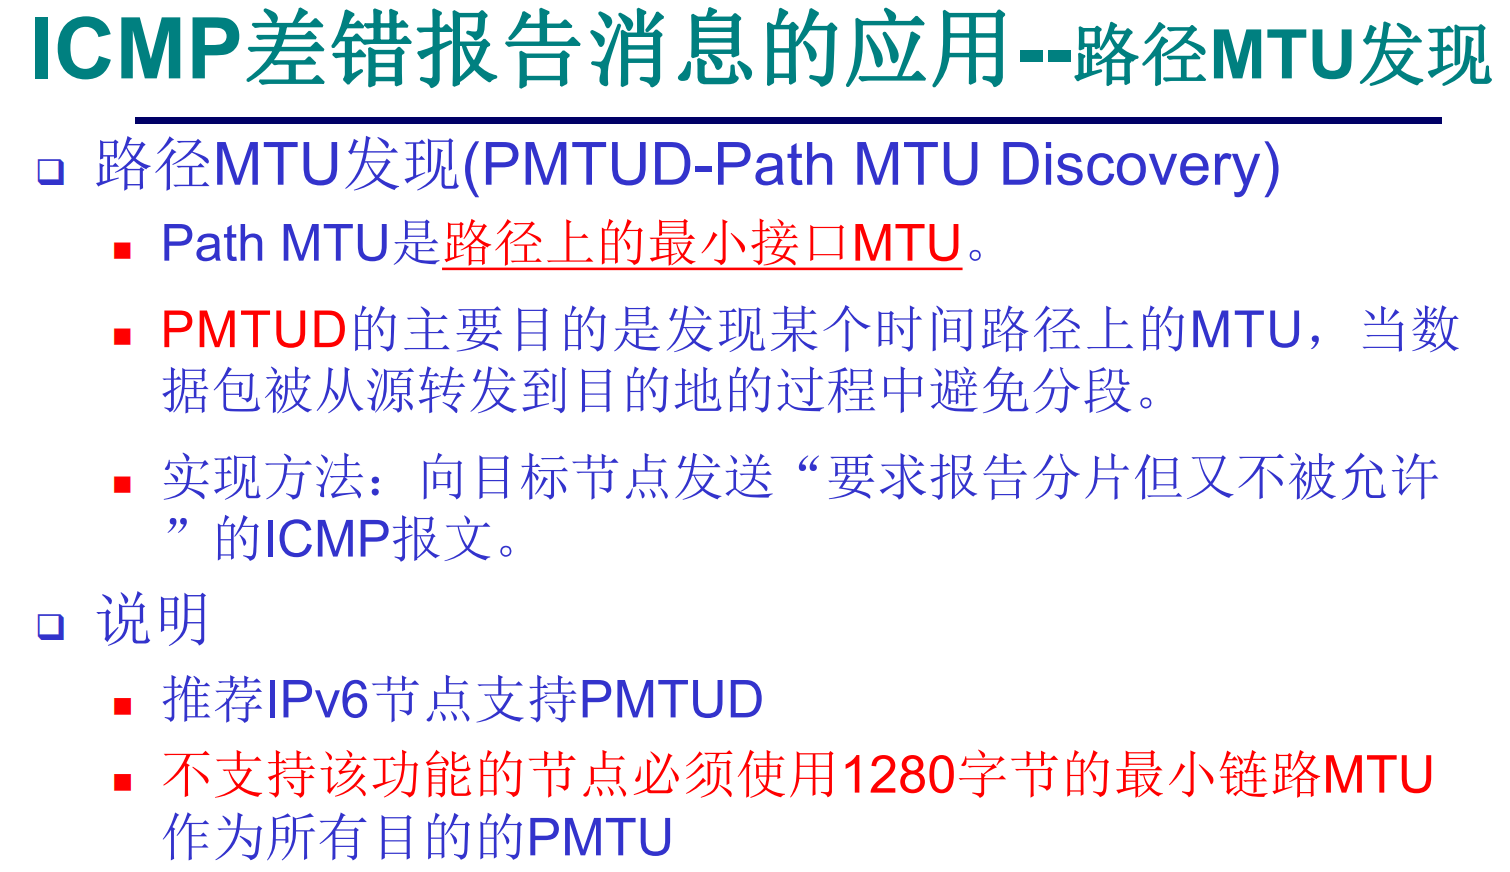 ICMP差错报告消息的应用--路径MTU发现
路径MTU发现(PMTUD-Path MTU Discovery)
Path MTU是路径上的最小接口MTU。
PMTUD的主要目的是发现某个时间路径上的MTU，当数
据包被从源转发到目的地的过程中避免分段。
实现方法：向目标节点发送“要求报告分片但又不被允许
”的ICMP报文。
说明
推荐IPv6节点支持PMTUD
不支持该功能的节点必须使用1280字节的最小链路MTU
作为所有目的的PMTU